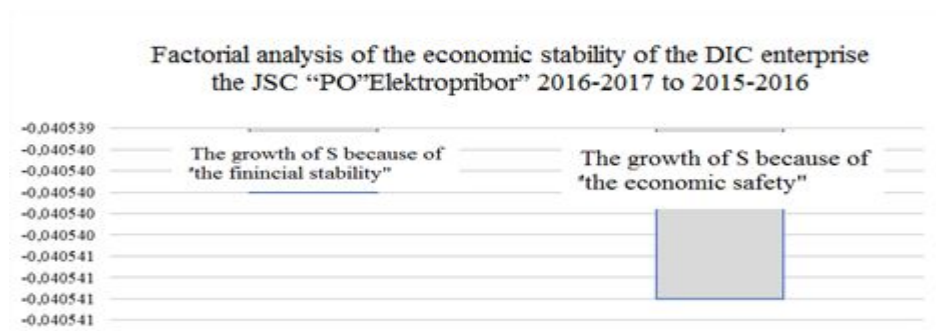 Factorial analysis of the economic stability of the DIC enterprise
the JSC “PO”Elektropribor” 2016-2017 to 2015-2016
-0,040539
-0,040540
-0,040540
-0,040540
-0,040540
-0,040540
-0,040541
-0,040541
-0,040541
-0,040541
The growth of S because of
"the finincial stability"
The growth of S because of
"the economic safety"